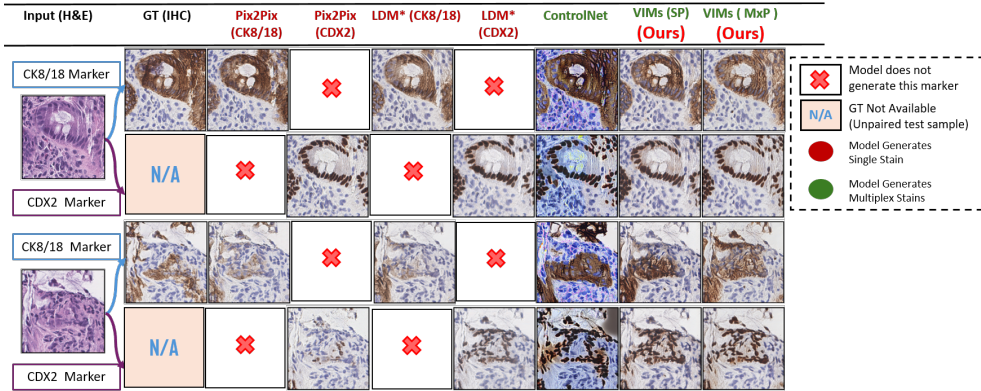 Input (H&E) GT (IHC) Pix2Pix (CK8/18) Pix2Pix (CDX2) LDM* (CK8/18) LDM* (CDX2) ControlNet VIMs (SP) (Ours) VIMs ( MxP ) (Ours)
CK8/18 Marker
N/A
CDX2 Marker
CK8/18 Marker
N/A
CDX2 Marker
Model does not
generate this marker
N/A
GT Not Available
(Unpaired test sample)
Model Generates
Single Stain
Model Generates
Multiplex Stains